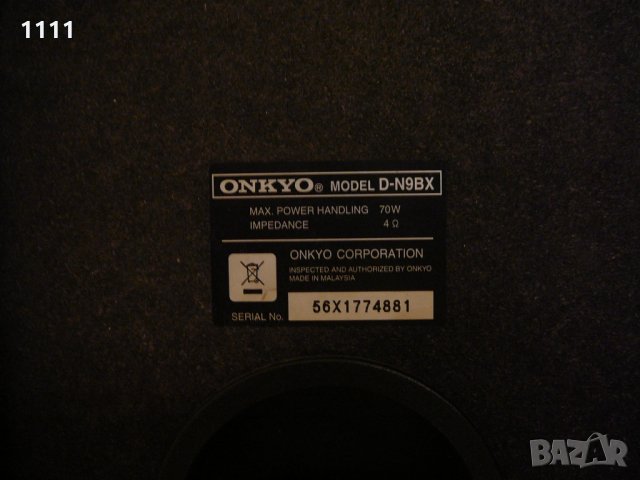 1111
ONKYO® MODEL D-N9BX
MAX. POWER HANDLING 70W
IMPEDANCE 4 Ω
ONKYO CORPORATION
INSPECTED AND AUTHORIZED BY ONKYO
MADE IN MALAYSIA
SERIAL No. 56X1774881
BAZAR